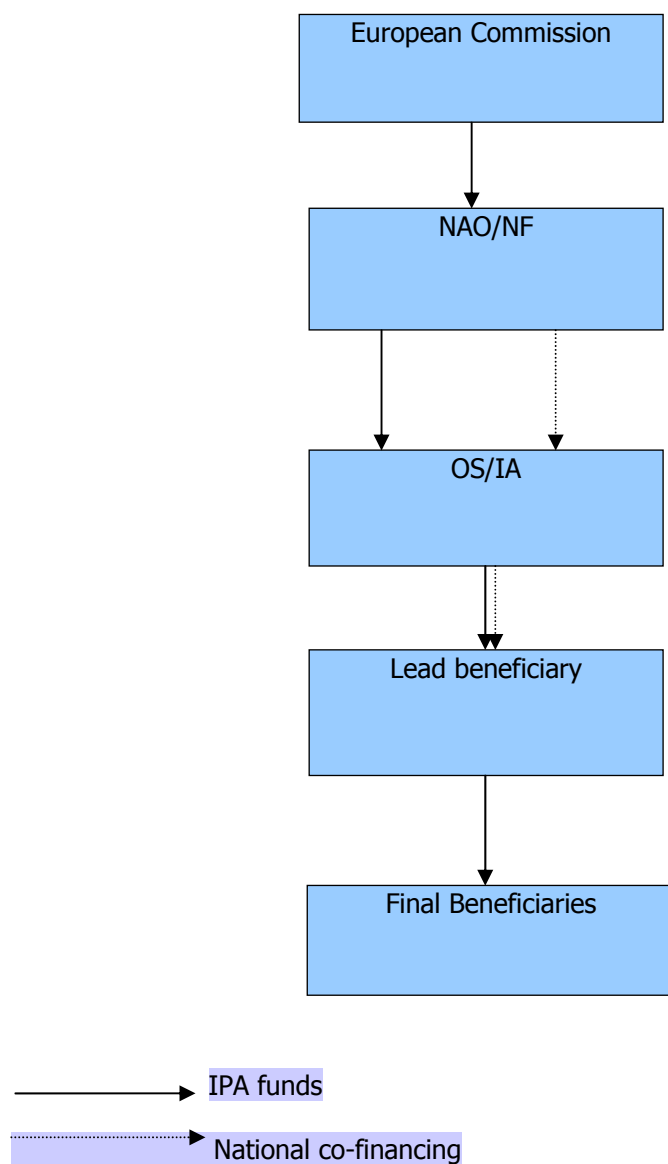 European Commission
NAO/NF
OS/IA
Lead beneficiary
Final Beneficiaries
IPA funds
National co-financing